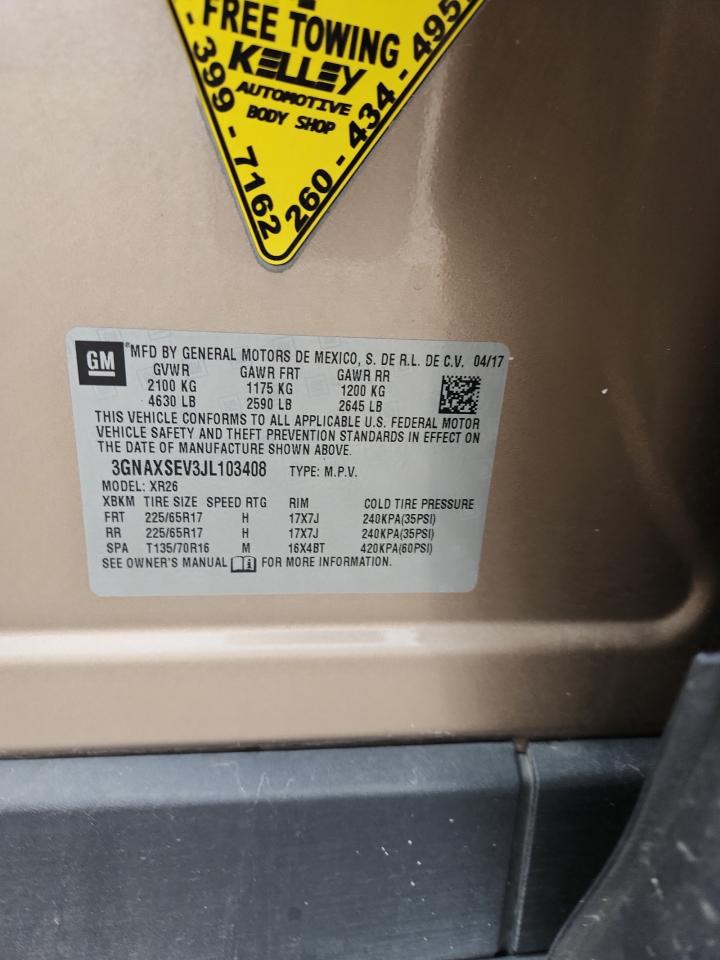 FREE TOWING
KELLEY
AUTOMOTIVE
BODY SHOP
- 399 - 7162
260 - 434 - 495
GM
®MFD BY GENERAL MOTORS DE MEXICO, S. DE R.L. DE C.V. 04/17
GVWR GAWR FRT GAWR RR
2100 KG 1175 KG 1200 KG
4630 LB 2590 LB 2645 LB
THIS VEHICLE CONFORMS TO ALL APPLICABLE U.S. FEDERAL MOTOR
VEHICLE SAFETY AND THEFT PREVENTION STANDARDS IN EFFECT ON
THE DATE OF MANUFACTURE SHOWN ABOVE.
3GNAXSEV3JL103408 TYPE: M.P.V.
MODEL: XR26
XBKM TIRE SIZE SPEED RTG RIM COLD TIRE PRESSURE
FRT 225/65R17 H 17X7J 240KPA(35PSI)
RR 225/65R17 H 17X7J 240KPA(35PSI)
SPA T135/70R16 M 16X4BT 420KPA(60PSI)
SEE OWNER'S MANUAL FOR MORE INFORMATION.